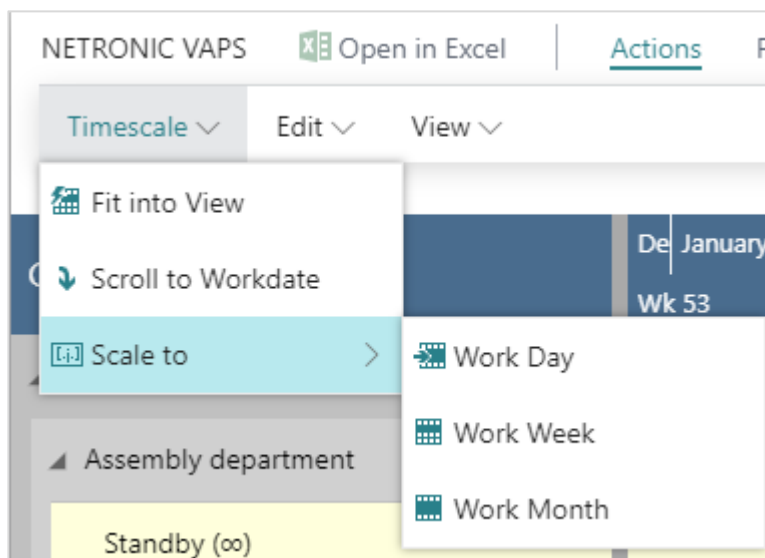 NETRONIC VAPS Open in Excel Actions
Timescale Edit View
Fit into View
De January
Scroll to Workdate
Wk 53
Scale to
Work Day
Work Week
Assembly department
Work Month
Standby (∞)